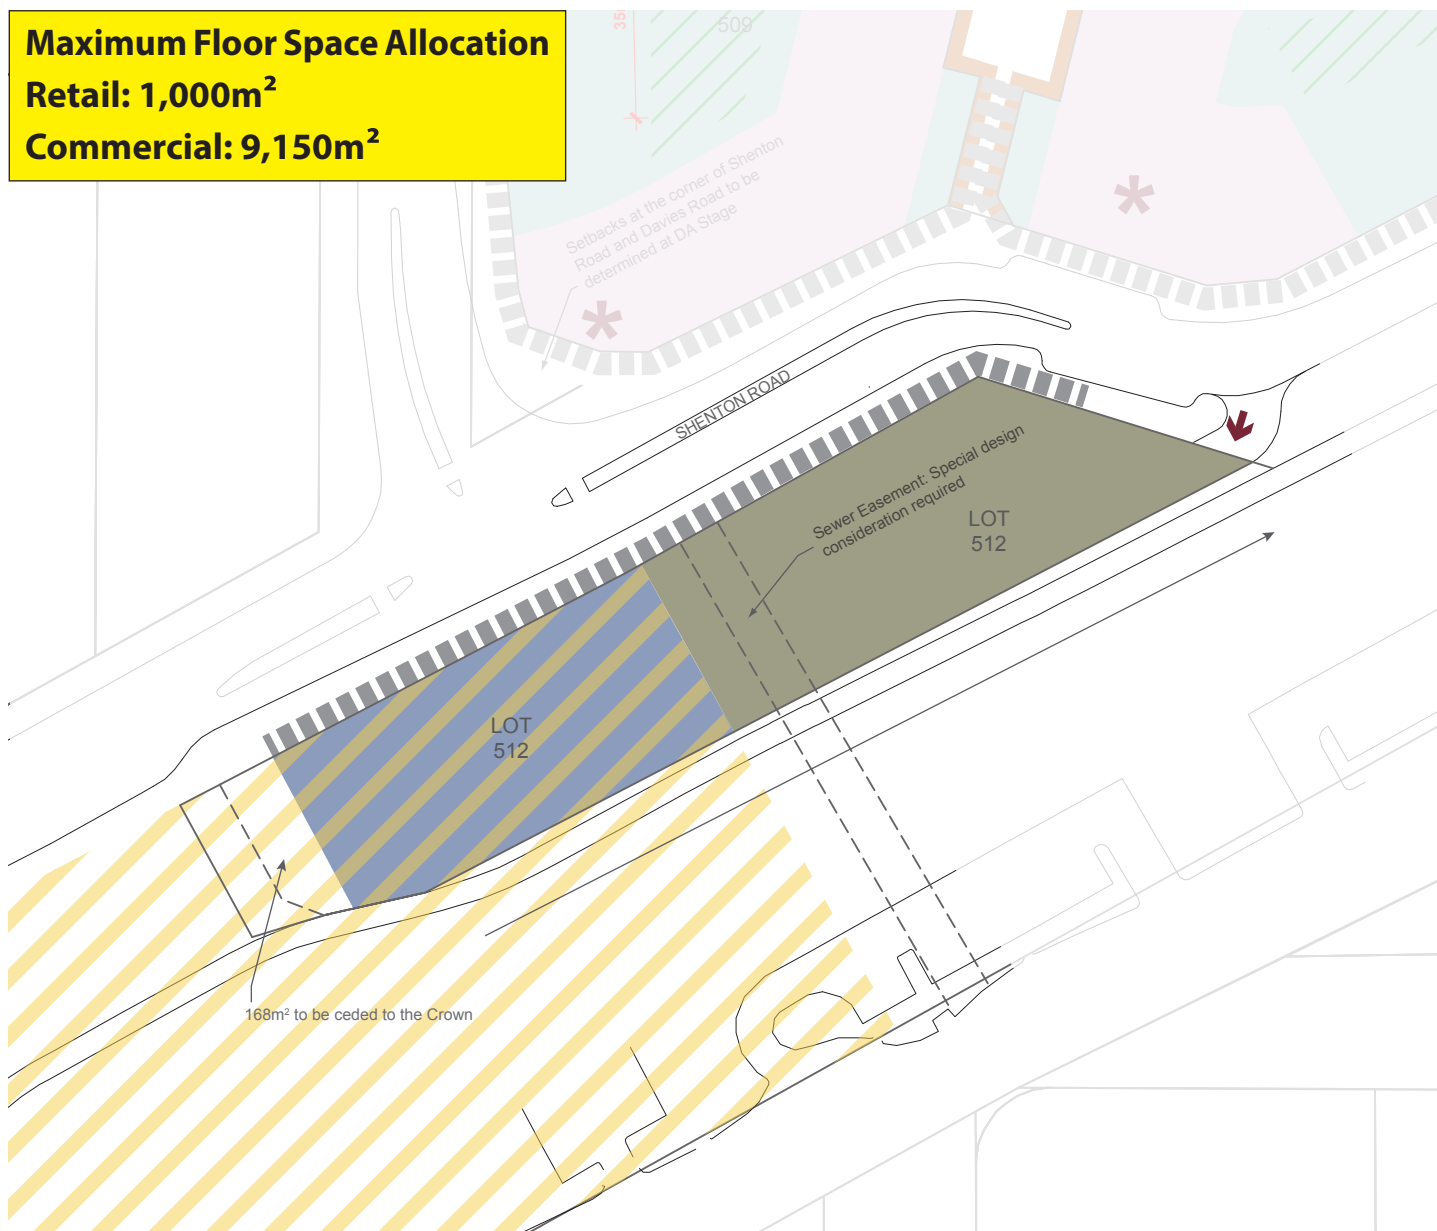 Maximum Floor Space Allocation
Retail: 1,000m²
Commercial: 9,150m²
509
Setbacks at the corner of Shenton
Road and Davies Road to be
determined at DA Stage
SHENTON ROAD
Sewer Easement: Special design
consideration required
LOT
512
LOT
512
168m² to be ceded to the Crown